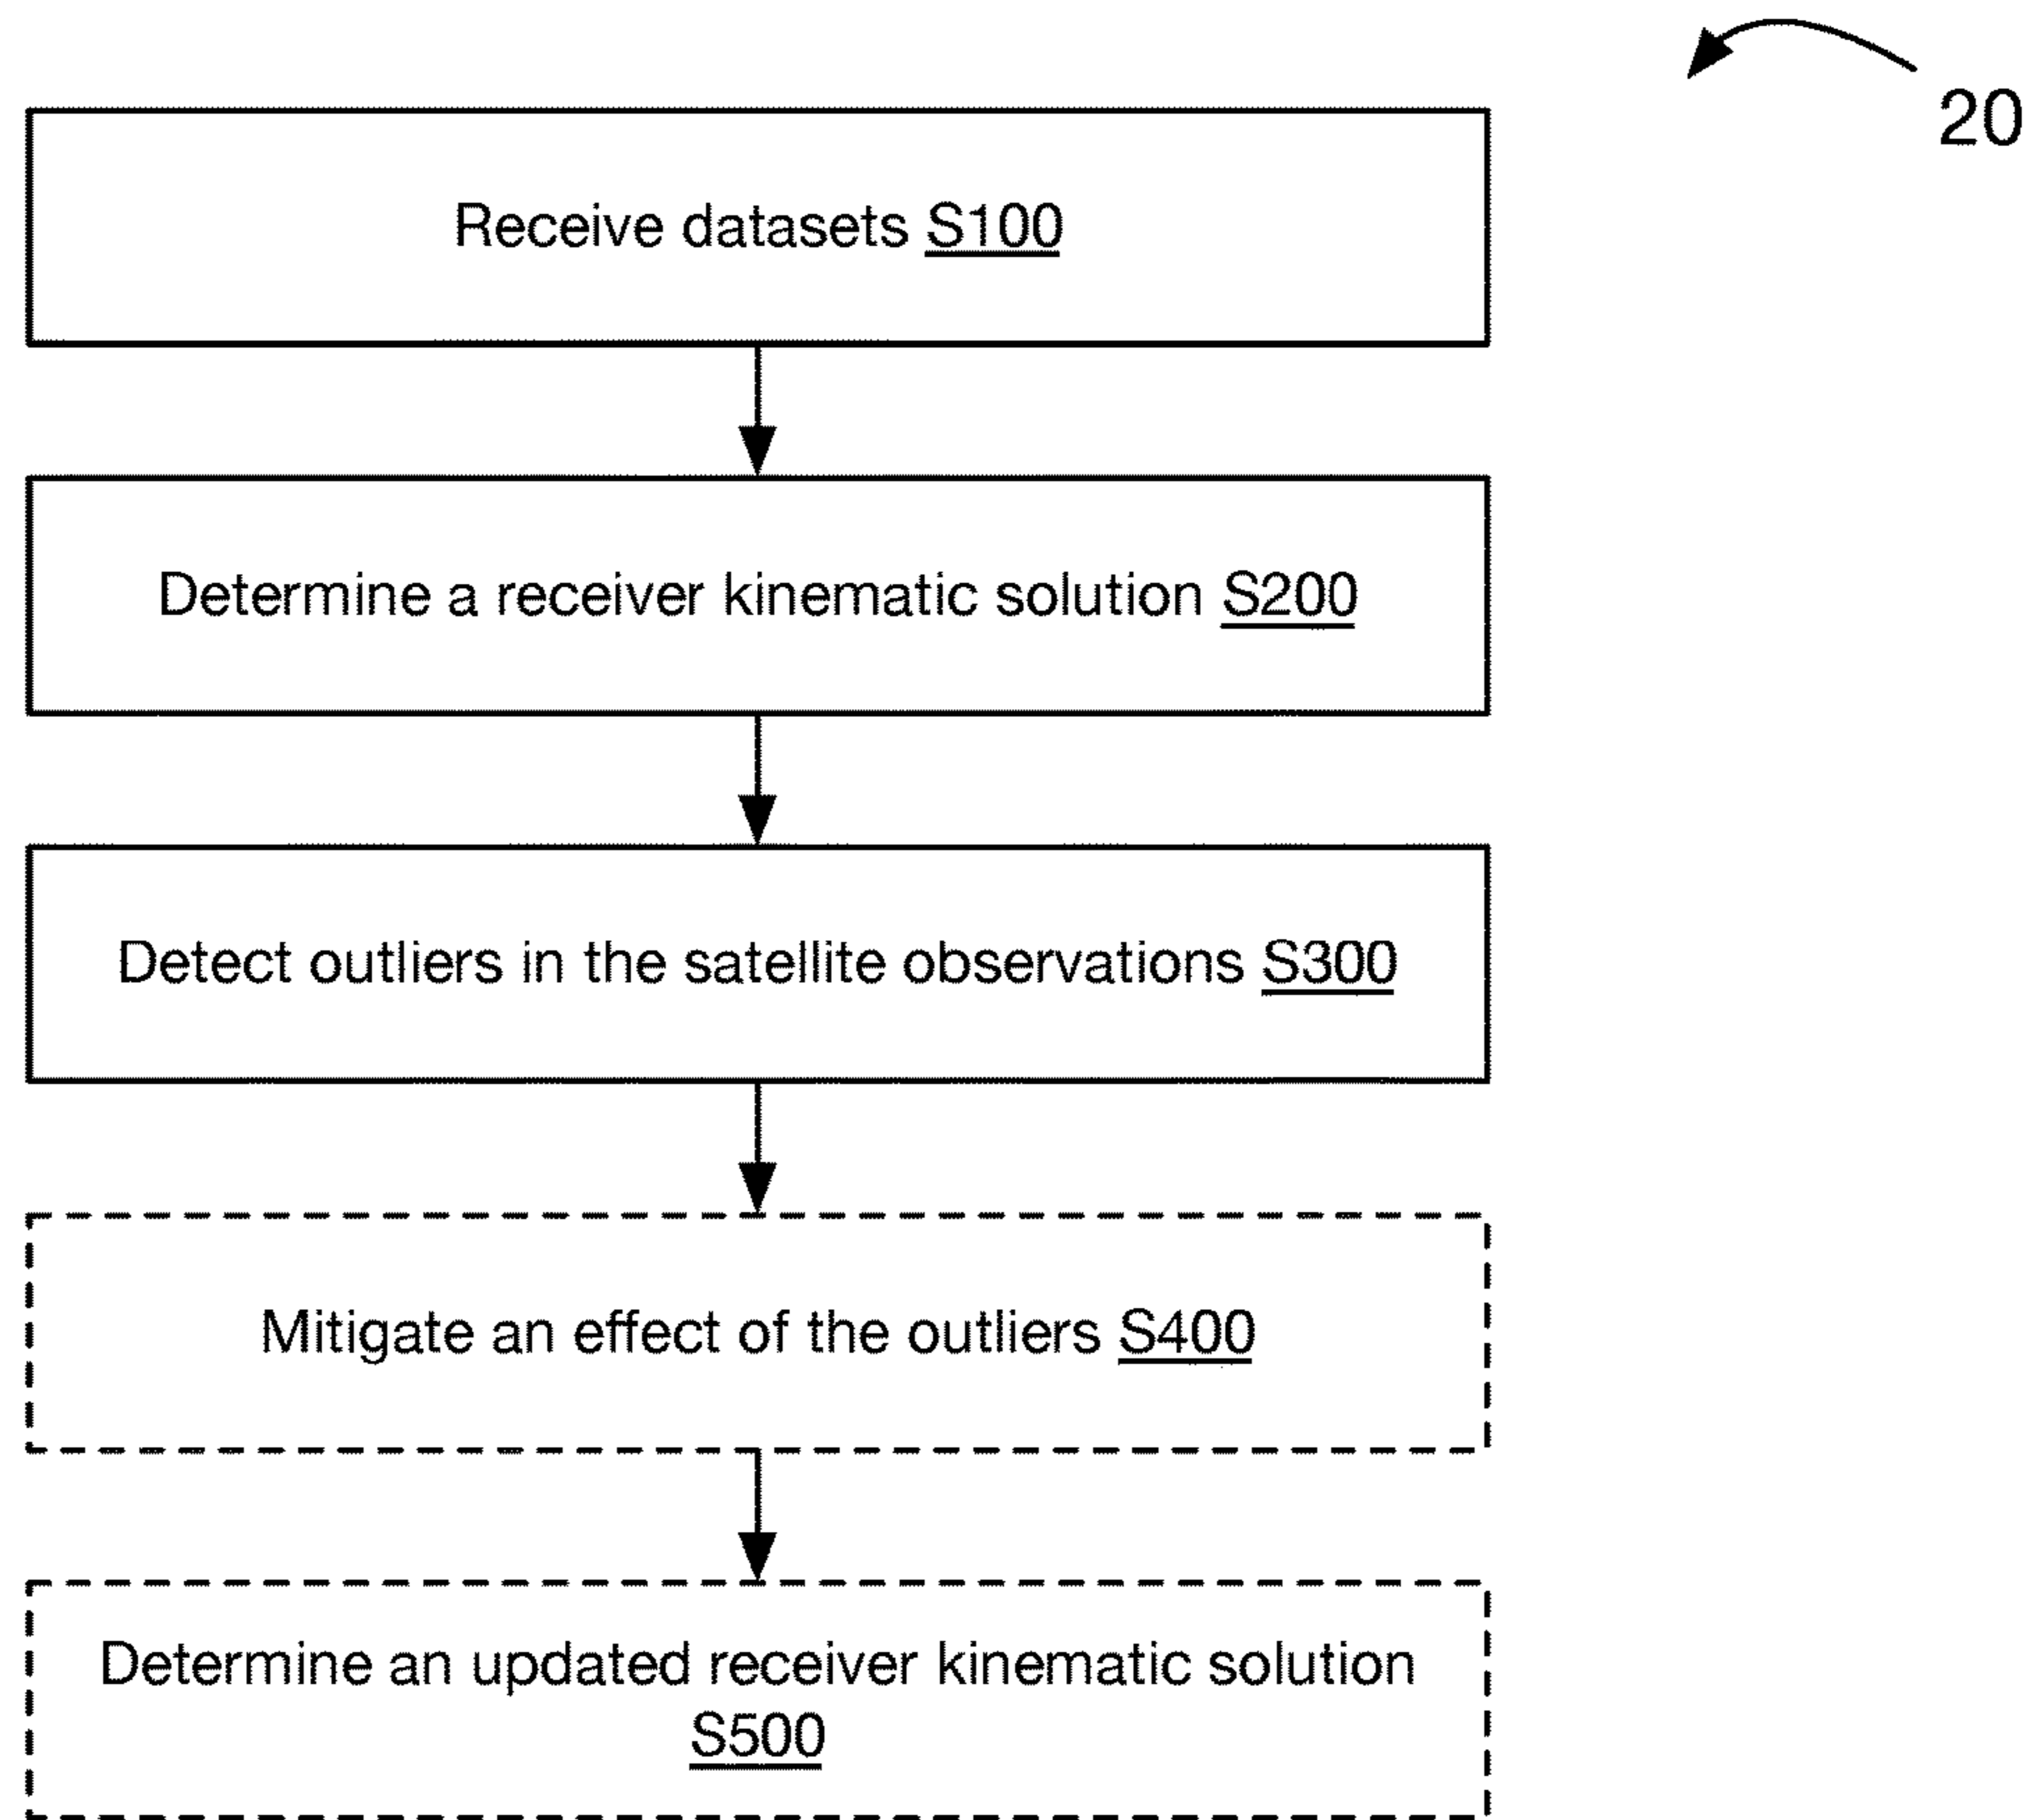 20
Receive datasets S100
Determine a receiver kinematic solution S200
Detect outliers in the satellite observations S300
Mitigate an effect of the outliers S400
Determine an updated receiver kinematic solution
S500